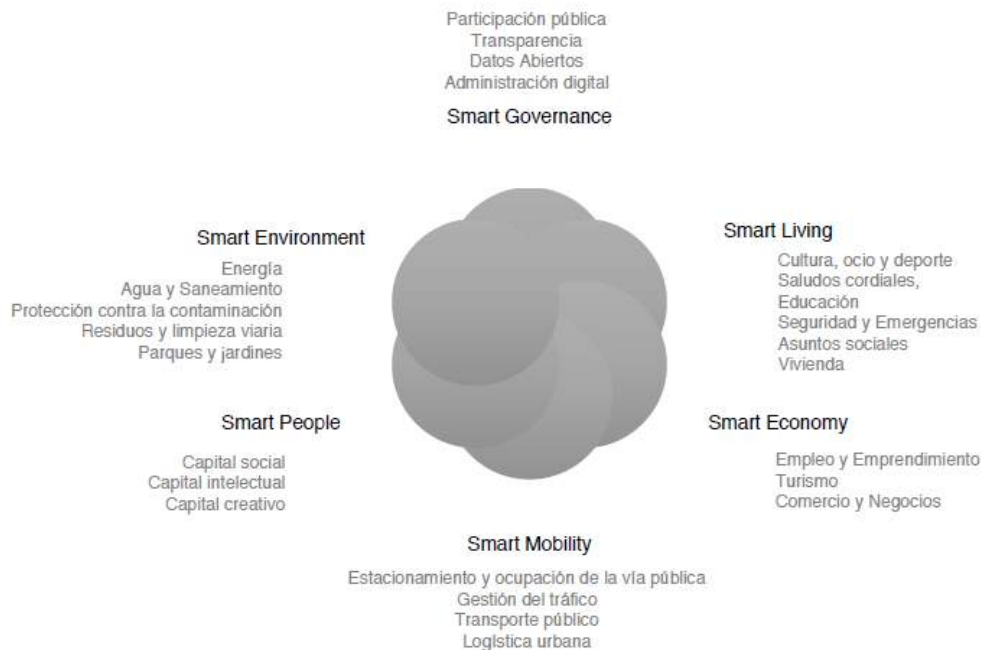 Participación pública
Transparencia
Datos Abiertos
Administración digital
Smart Governance
Smart Environment
Energía
Agua y Saneamiento
Protección contra la contaminación
Residuos y limpieza viaria
Parques y jardines
Smart Living
Cultura, ocio y deporte
Saludos cordiales,
Educación
Seguridad y Emergencias
Asuntos sociales
Vivienda
Smart People
Capital social
Capital intelectual
Capital creativo
Smart Economy
Empleo y Emprendimiento
Turismo
Comercio y Negocios
Smart Mobility
Estacionamiento y ocupación de la vía pública
Gestión del tráfico
Transporte público
Logística urbana